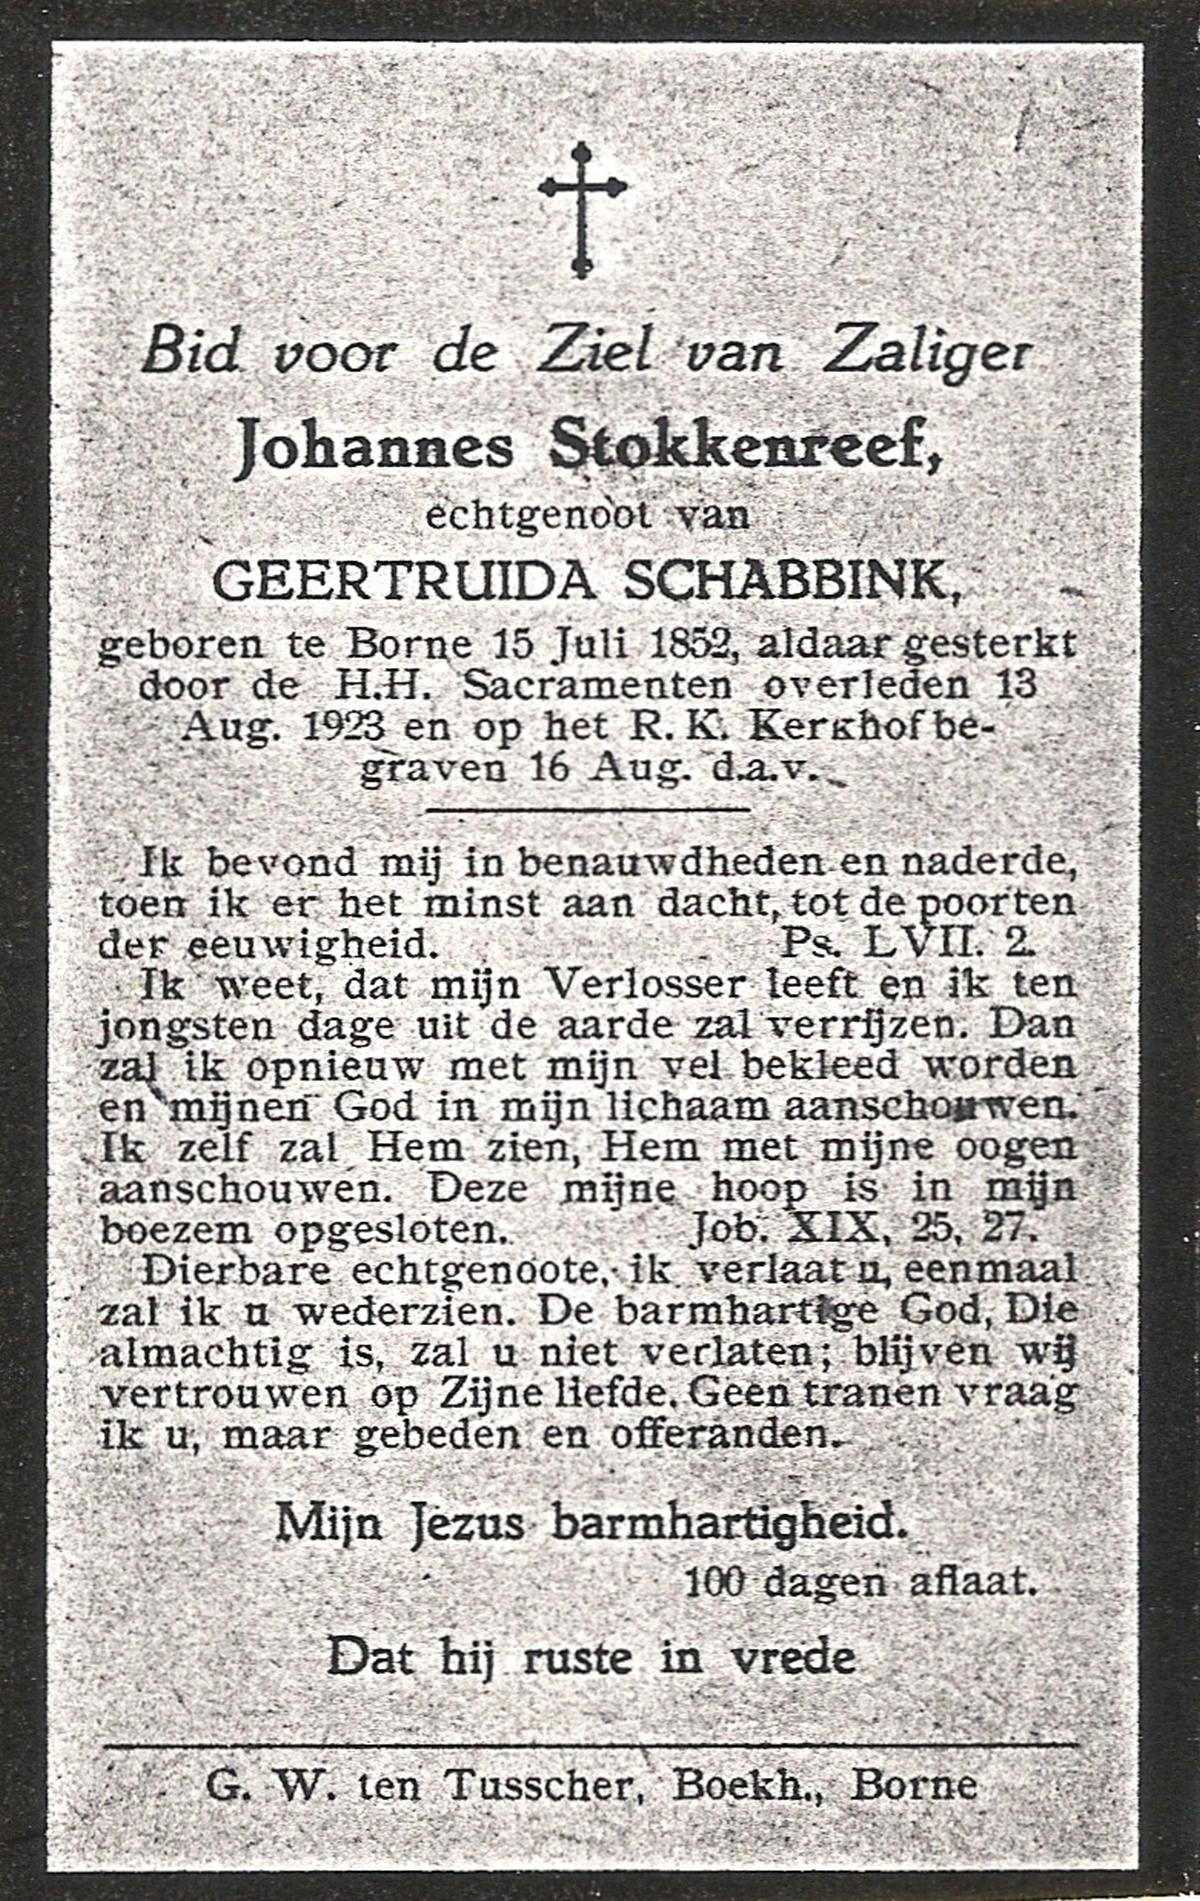 Bid voor de Ziel van Zaliger
Johannes Stokkenreef,
echtgenoot van
GEERTRUIDA SCHABBINK,
geboren te Borne 15 Juli 1852, aldaar gesterkt
door de H.H. Sacramenten overleden 13
Aug. 1923 en op het R. K. Kerkhof be-
graven 16 Aug. d.a.v.
Ik bevond mij in benauwdheden en naderde,
toen ik er het minst aan dacht, tot de poorten
der eeuwigheid. Ps. LVII. 2.
Ik weet, dat mijn Verlosser leeft en ik ten
jongsten dage uit de aarde zal verrijzen. Dan
zal ik opnieuw met mijn vel bekleed worden
en mijnen God in mijn lichaam aanschouwen.
Ik zelf zal Hem zien, Hem met mijne oogen
aanschouwen. Deze mijne hoop is in mijn
boezem opgesloten. Job. XIX, 25, 27.
Dierbare echtgenoote, ik verlaat u, eenmaal
zal ik u wederzien. De barmhartige God, Die
almachtig is, zal u niet verlaten; blijven wij
vertrouwen op Zijne liefde. Geen tranen vraag
ik u, maar gebeden en offeranden.
Mijn Jezus barmhartigheid.
100 dagen aflaat.
Dat hij ruste in vrede
G. W. ten Tusscher, Boekh., Borne